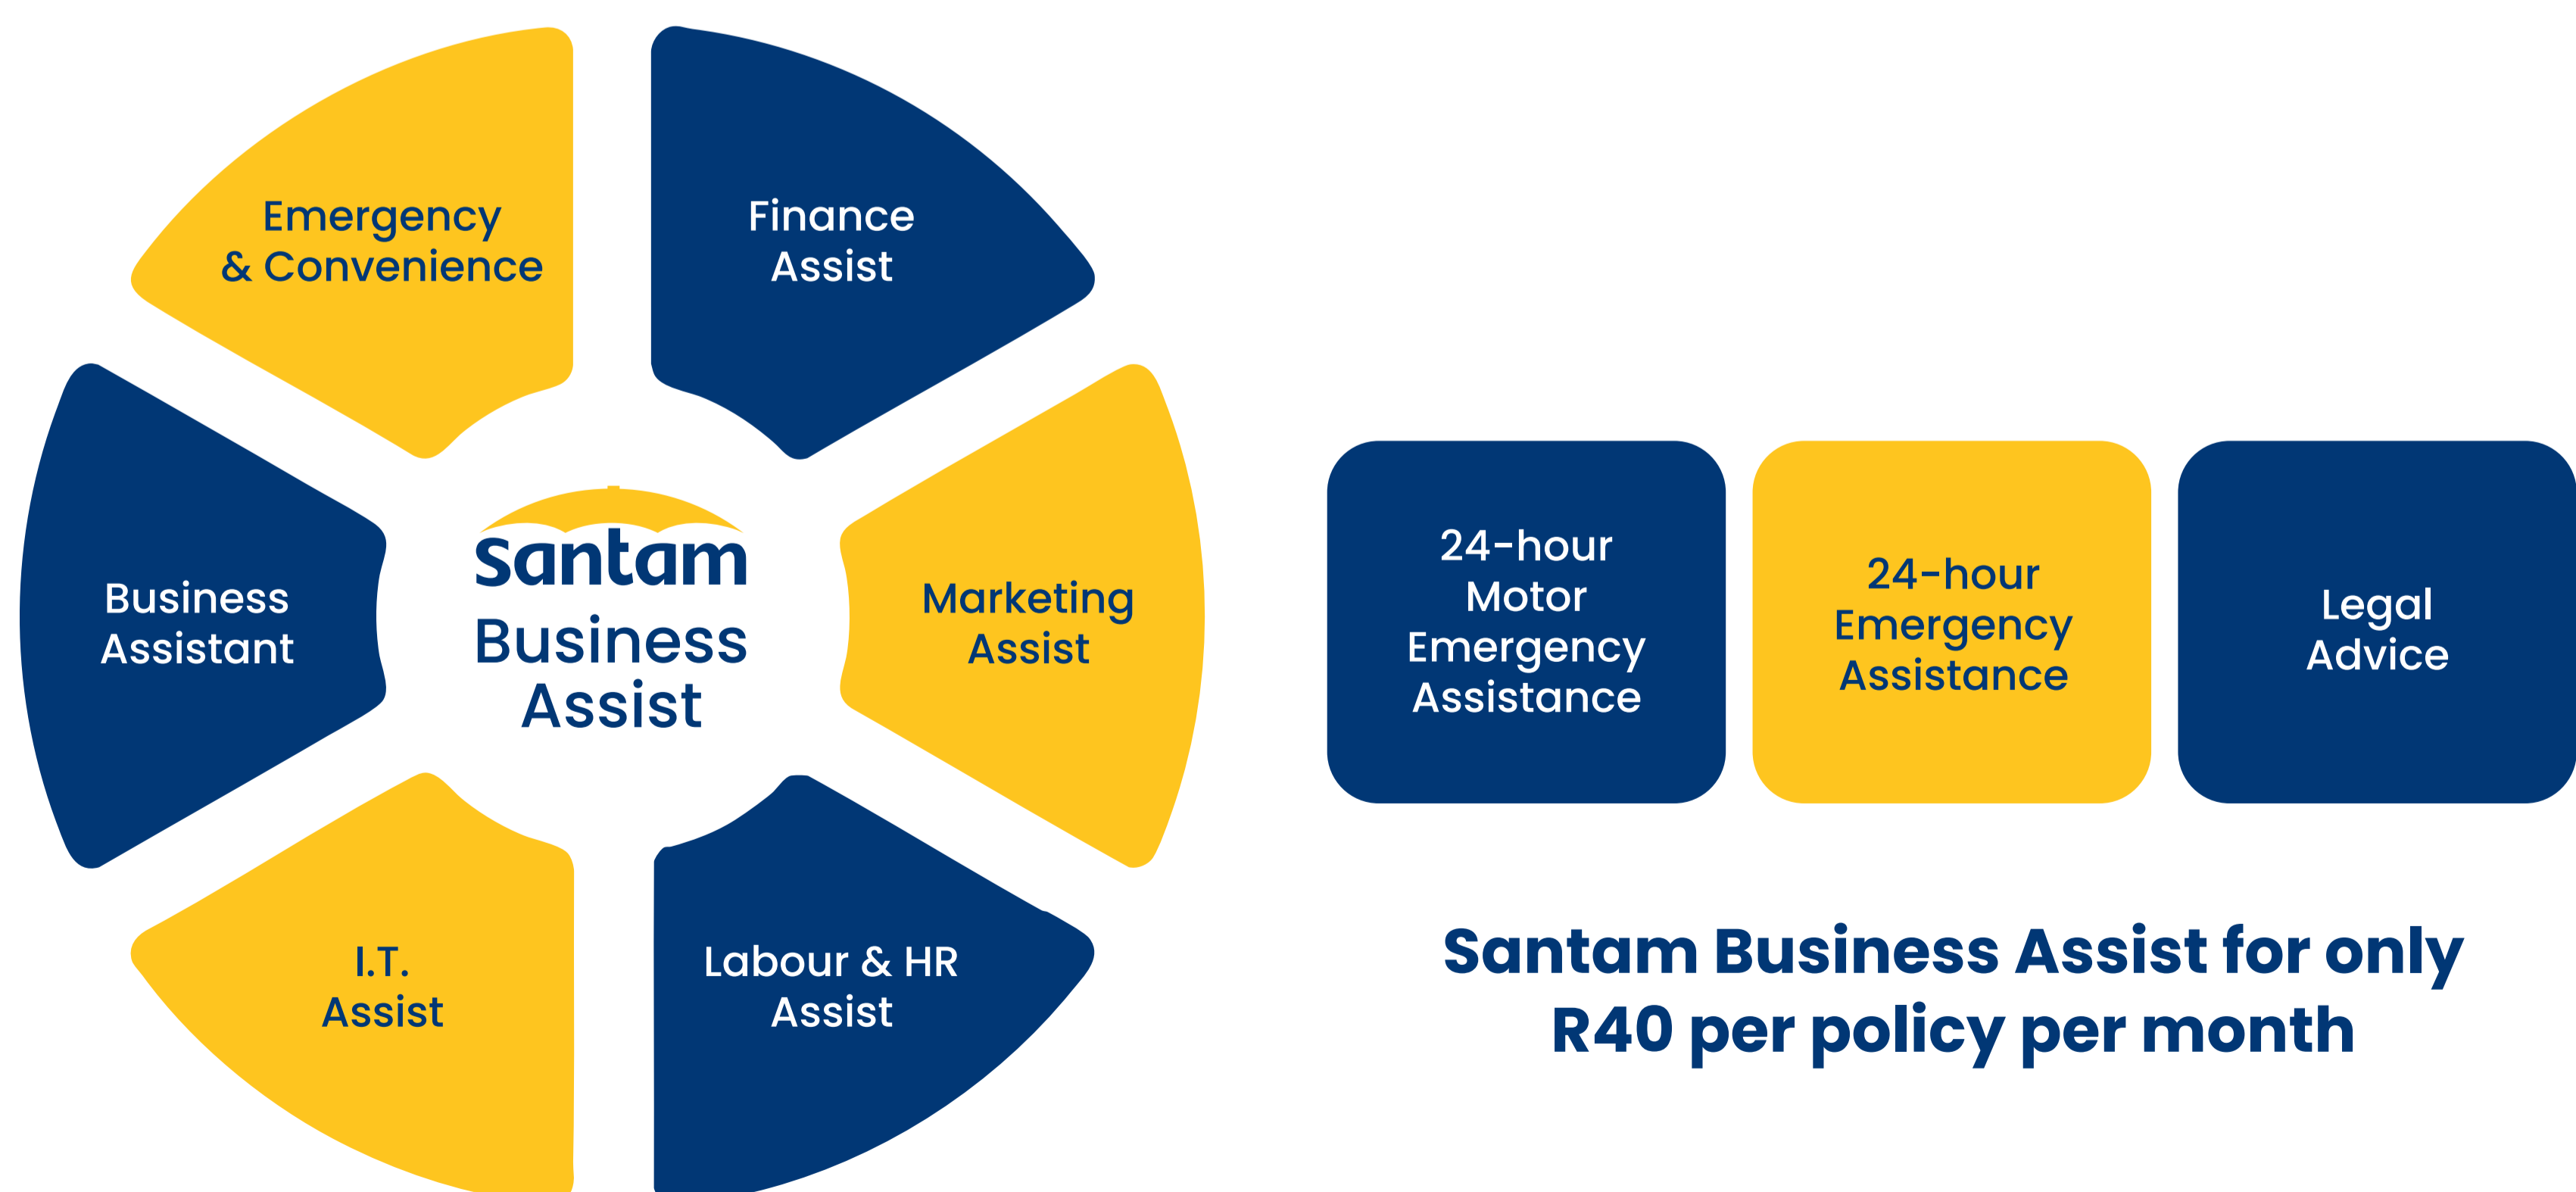 Emergency
& Convenience
Finance
Assist
Business
Assistant
Santam
Business
Assist
Marketing
Assist
I.T.
Assist
Labour & HR
Assist
24-hour
Motor
Emergency
Assistance
24-hour
Emergency
Assistance
Legal
Advice
Santam Business Assist for only
R40 per policy per month